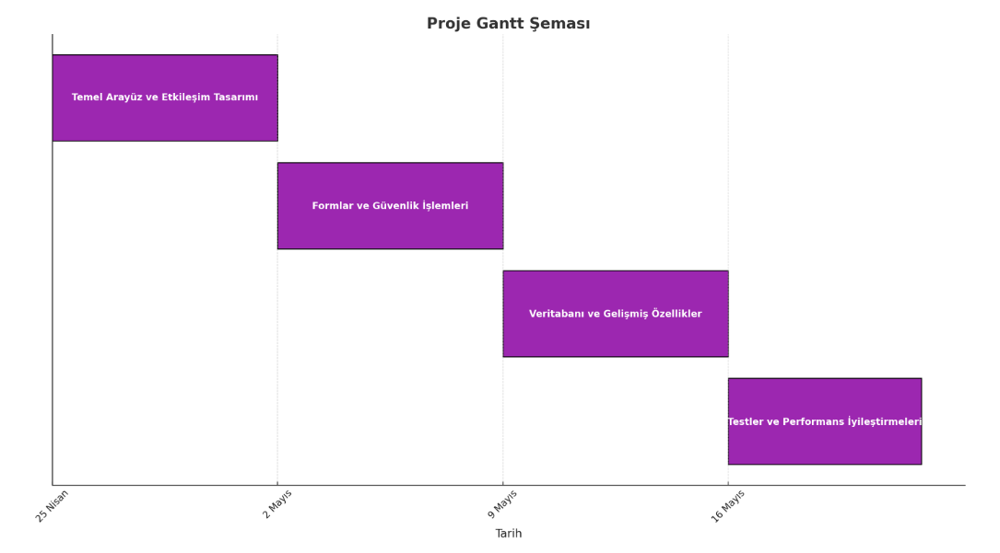 Proje Gantt Şeması
Temel Arayüz ve Etkileşim Tasarımı
Formlar ve Güvenlik İşlemleri
Veritabanı ve Gelişmiş Özellikler
Testler ve Performans İyileştirmeleri
25 Nisan
2 Mayıs
9 Mayıs
16 Mayıs
Tarih